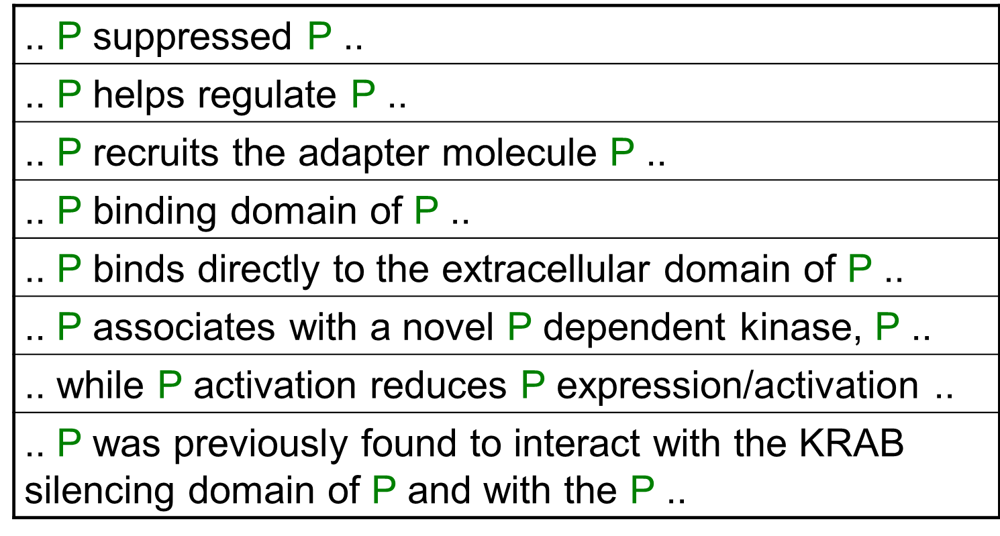 .. P suppressed P ..
.. P helps regulate P ..
.. P recruits the adapter molecule P ..
.. P binding domain of P ..
.. P binds directly to the extracellular domain of P ..
.. P associates with a novel P dependent kinase, P ..
.. while P activation reduces P expression/activation ..
.. P was previously found to interact with the KRAB
silencing domain of P and with the P ..